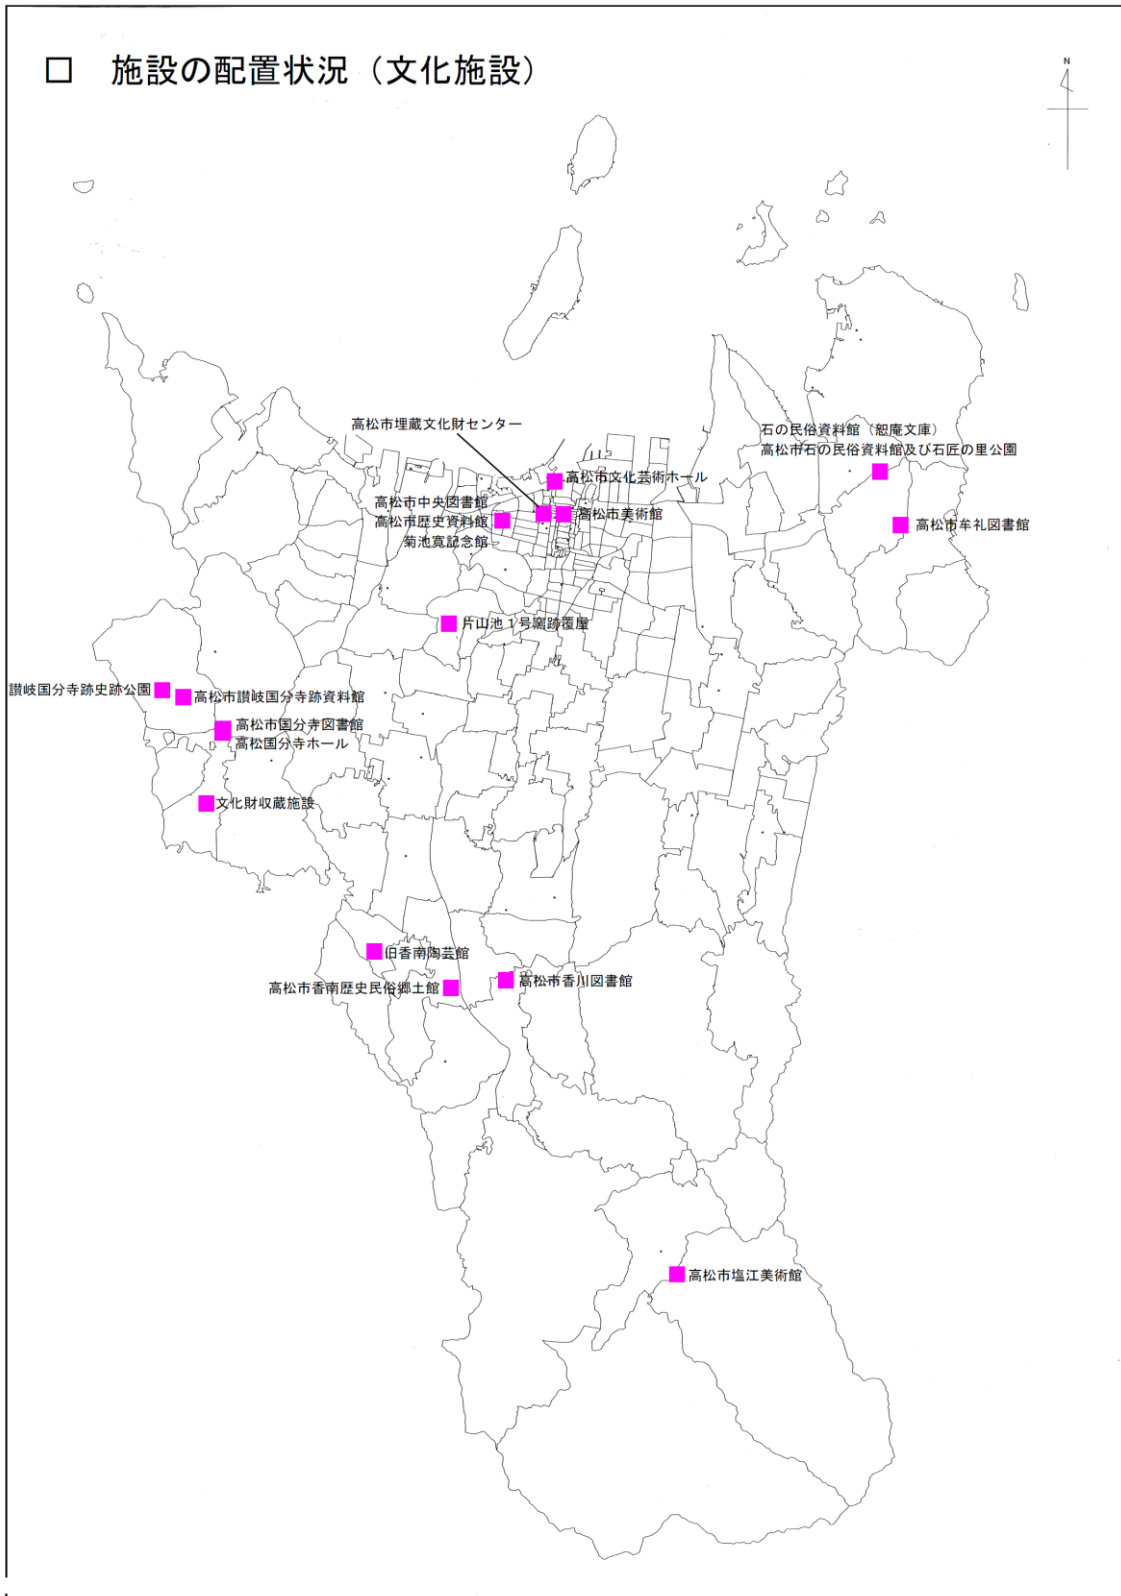 □ 施設の配置状況（文化施設）
N
高松市埋蔵文化財センター
石の民俗資料館（恕庵文庫）
高松市石の民俗資料館及び石匠の里公園
高松市文化芸術ホール
高松市中央図書館
高松市歴史資料館
菊池寛記念館
高松市美術館
高松市牟礼図書館
片山池１号窯跡覆屋
讃岐国分寺跡史跡公園
高松市讃岐国分寺跡資料館
高松市国分寺図書館
高松国分寺ホール
文化財収蔵施設
旧香南陶芸館
高松市香南歴史民俗郷土館
高松市香川図書館
高松市塩江美術館